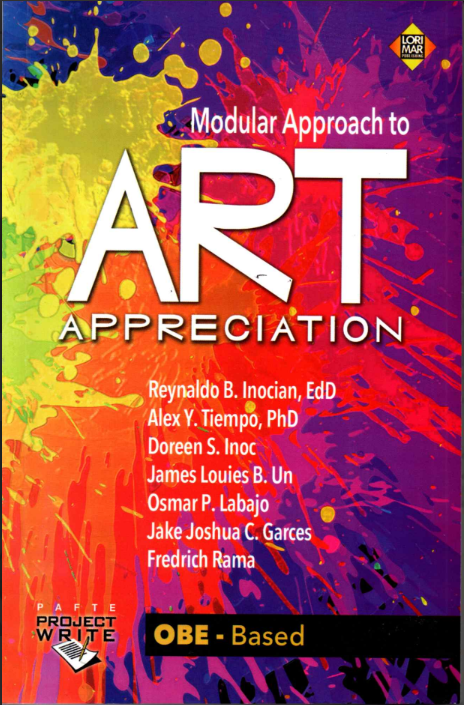 LORI
MAR
PUBLISHING
Modular Approach to
ART
APPRECIATION
Reynaldo B. Inocian, EdD
Alex Y. Tiempo, PhD
Doreen S. Inoc
James Louies B. Un
Osmar P. Labajo
Jake Joshua C. Garces
Fredrich Rama
PAFTE
PROJECT
WRITE
OBE - Based